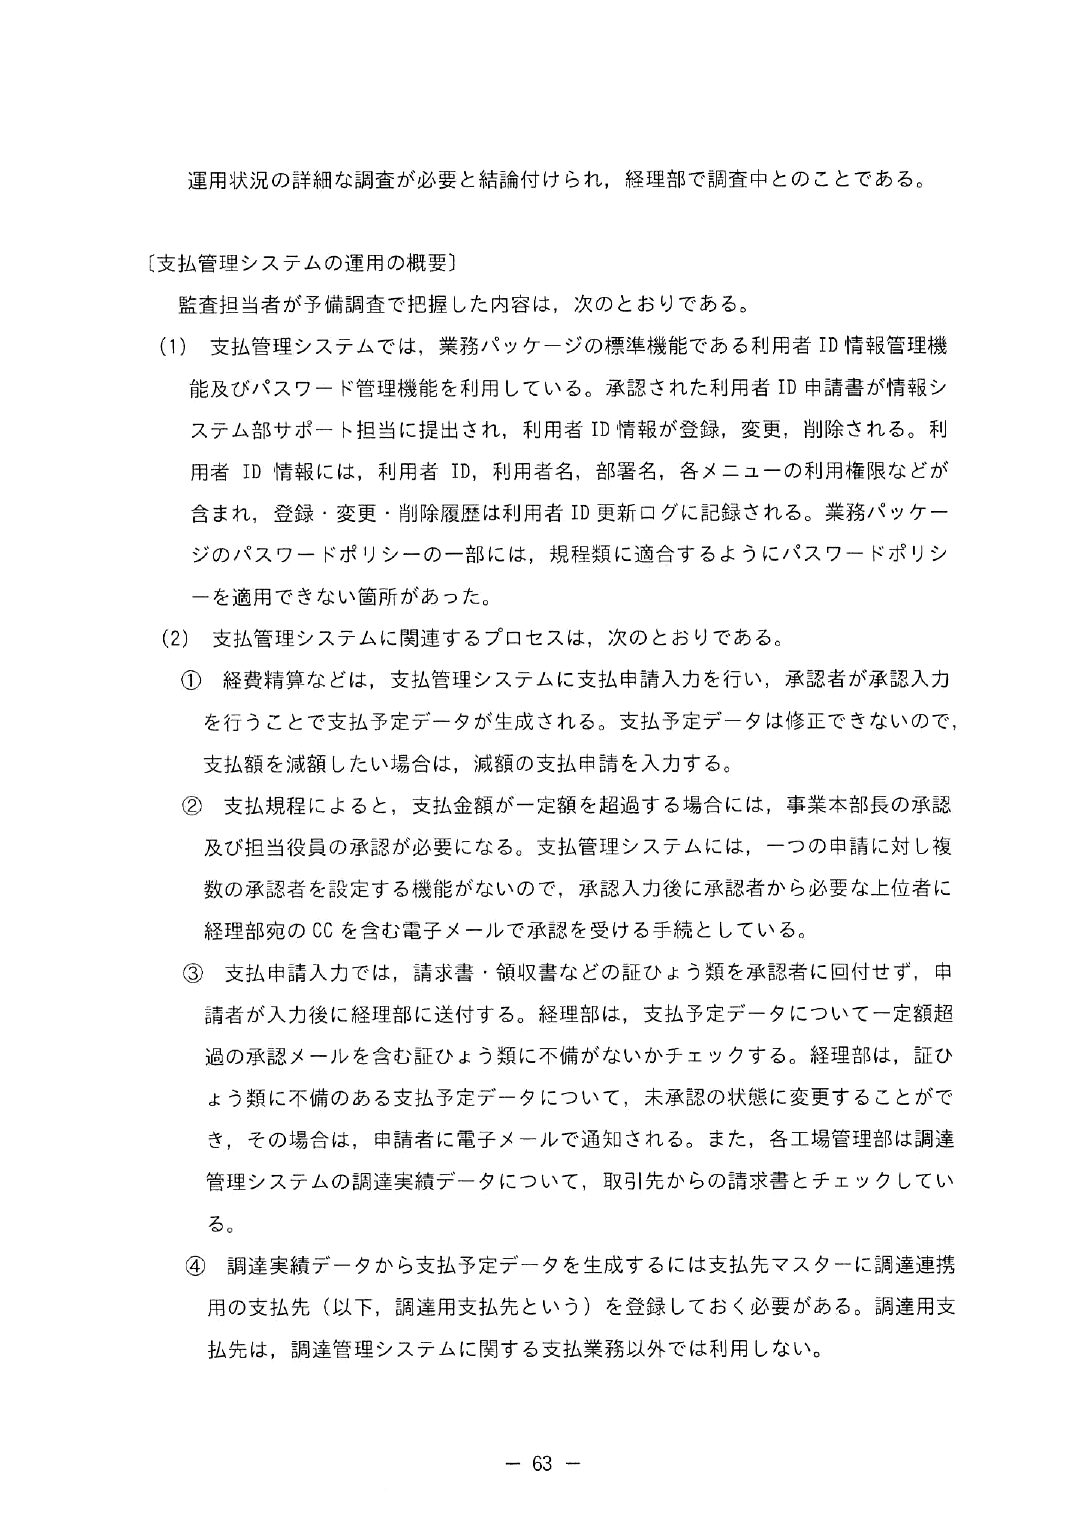 運用状況の詳細な調査が必要と結論付けられ，経理部で調査中とのことである。
〔支払管理システムの運用の概要〕
監査担当者が予備調査で把握した内容は，次のとおりである。
(1) 支払管理システムでは，業務パッケージの標準機能である利用者 ID 情報管理機
能及びパスワード管理機能を利用している。承認された利用者 ID 申請書が情報シ
ステム部サポート担当に提出され，利用者 ID 情報が登録，変更，削除される。利
用者 ID 情報には，利用者 ID，利用者名，部署名，各メニューの利用権限などが
含まれ，登録・変更・削除履歴は利用者 ID 更新ログに記録される。業務パッケー
ジのパスワードポリシーの一部には，規程類に適合するようにパスワードポリシ
ーを適用できない箇所があった。
(2) 支払管理システムに関連するプロセスは，次のとおりである。
① 経費精算などは，支払管理システムに支払申請入力を行い，承認者が承認入力
を行うことで支払予定データが生成される。支払予定データは修正できないので，
支払額を減額したい場合は，減額の支払申請を入力する。
② 支払規程によると，支払金額が一定額を超過する場合には，事業本部長の承認
及び担当役員の承認が必要になる。支払管理システムには，一つの申請に対し複
数の承認者を設定する機能がないので，承認入力後に承認者から必要な上位者に
経理部宛の CC を含む電子メールで承認を受ける手続としている。
③ 支払申請入力では，請求書・領収書などの証ひょう類を承認者に回付せず，申
請者が入力後に経理部に送付する。経理部は，支払予定データについて一定額超
過の承認メールを含む証ひょう類に不備がないかチェックする。経理部は，証ひ
ょう類に不備のある支払予定データについて，未承認の状態に変更することがで
き，その場合は，申請者に電子メールで通知される。また，各工場管理部は調達
管理システムの調達実績データについて，取引先からの請求書とチェックしてい
る。
④ 調達実績データから支払予定データを生成するには支払先マスターに調達連携
用の支払先（以下，調達用支払先という）を登録しておく必要がある。調達用支
払先は，調達管理システムに関する支払業務以外では利用しない。
－ 63 －